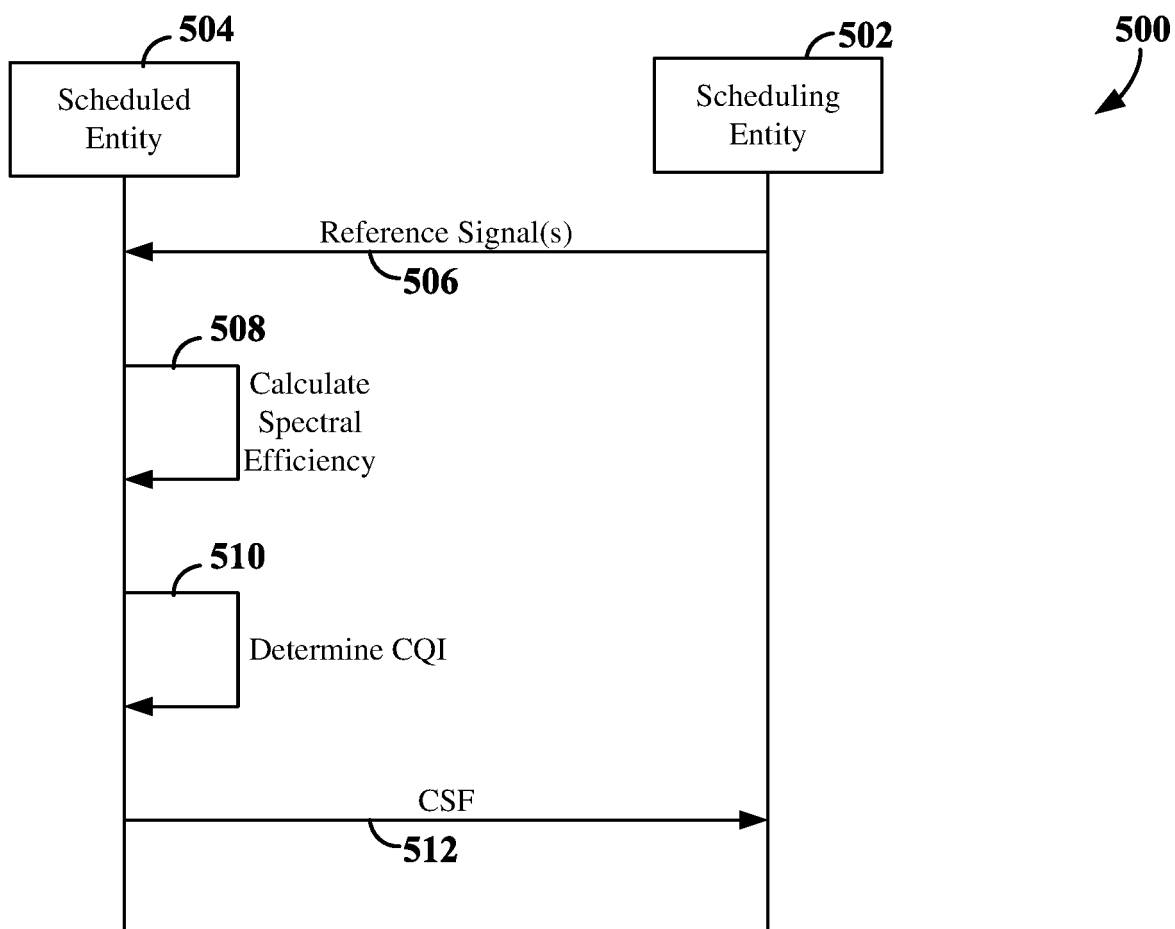 504
502
500
Scheduled
Entity
Scheduling
Entity
Reference Signal(s)
506
508
Calculate
Spectral
Efficiency
510
Determine CQI
CSF
512